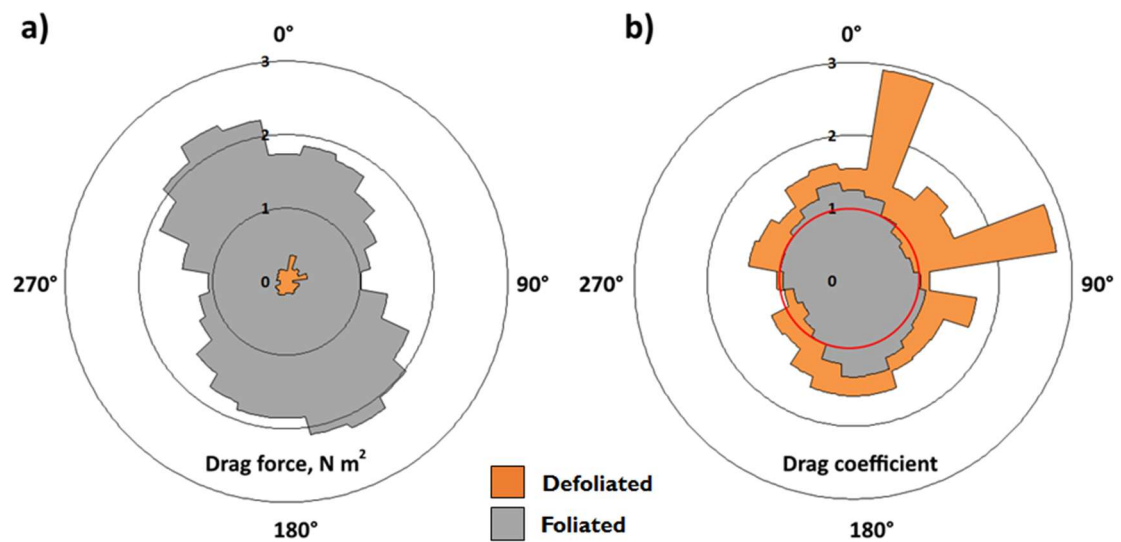 a)
0°
3
2
1
0
270°
90°
Drag force, N m²
180°
b)
0°
3
2
1
0
270°
90°
Drag coefficient
180°
Defoliated
Foliated